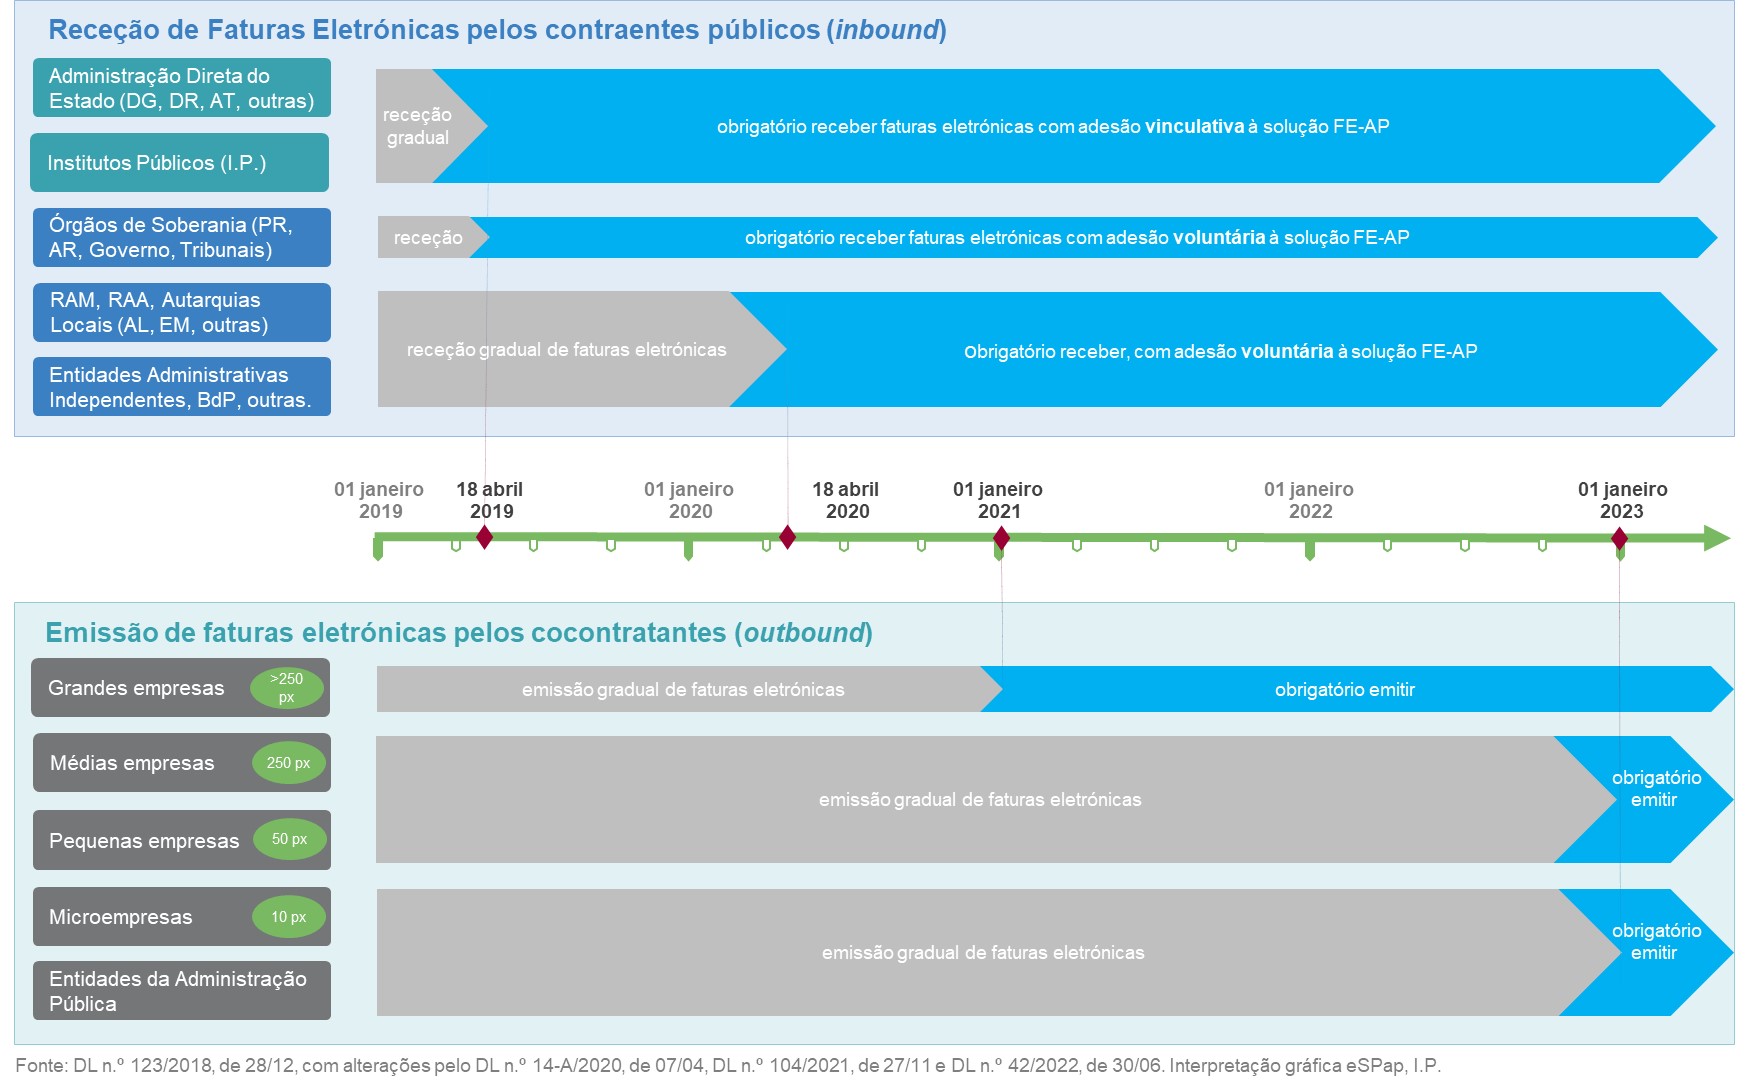 Receção de Faturas Eletrónicas pelos contraentes públicos (inbound)
Administração Direta do
Estado (DG, DR, AT, outras)
Institutos Públicos (I.P.)
receção
gradual
obrigatório receber faturas eletrónicas com adesão vinculativa à solução FE-AP
Órgãos de Soberania (PR,
AR, Governo, Tribunais)
receção
obrigatório receber faturas eletrónicas com adesão voluntária à solução FE-AP
RAM, RAA, Autarquias
Locais (AL, EM, outras)
Entidades Administrativas
Independentes, BdP, outras.
receção gradual de faturas eletrónicas
Obrigatório receber, com adesão voluntária à solução FE-AP
01 janeiro
2019
18 abril
2019
01 janeiro
2020
18 abril
2020
01 janeiro
2021
01 janeiro
2022
01 janeiro
2023
Emissão de faturas eletrónicas pelos cocontratantes (outbound)
Grandes empresas
>250
px
emissão gradual de faturas eletrónicas
obrigatório emitir
Médias empresas
250 px
Pequenas empresas
50 px
emissão gradual de faturas eletrónicas
obrigatório
emitir
Microempresas
10 px
Entidades da Administração
Pública
emissão gradual de faturas eletrónicas
obrigatório
emitir
Fonte: DL n.º 123/2018, de 28/12, com alterações pelo DL n.º 14-A/2020, de 07/04, DL n.º 104/2021, de 27/11 e DL n.º 42/2022, de 30/06. Interpretação gráfica eSPap, I.P.